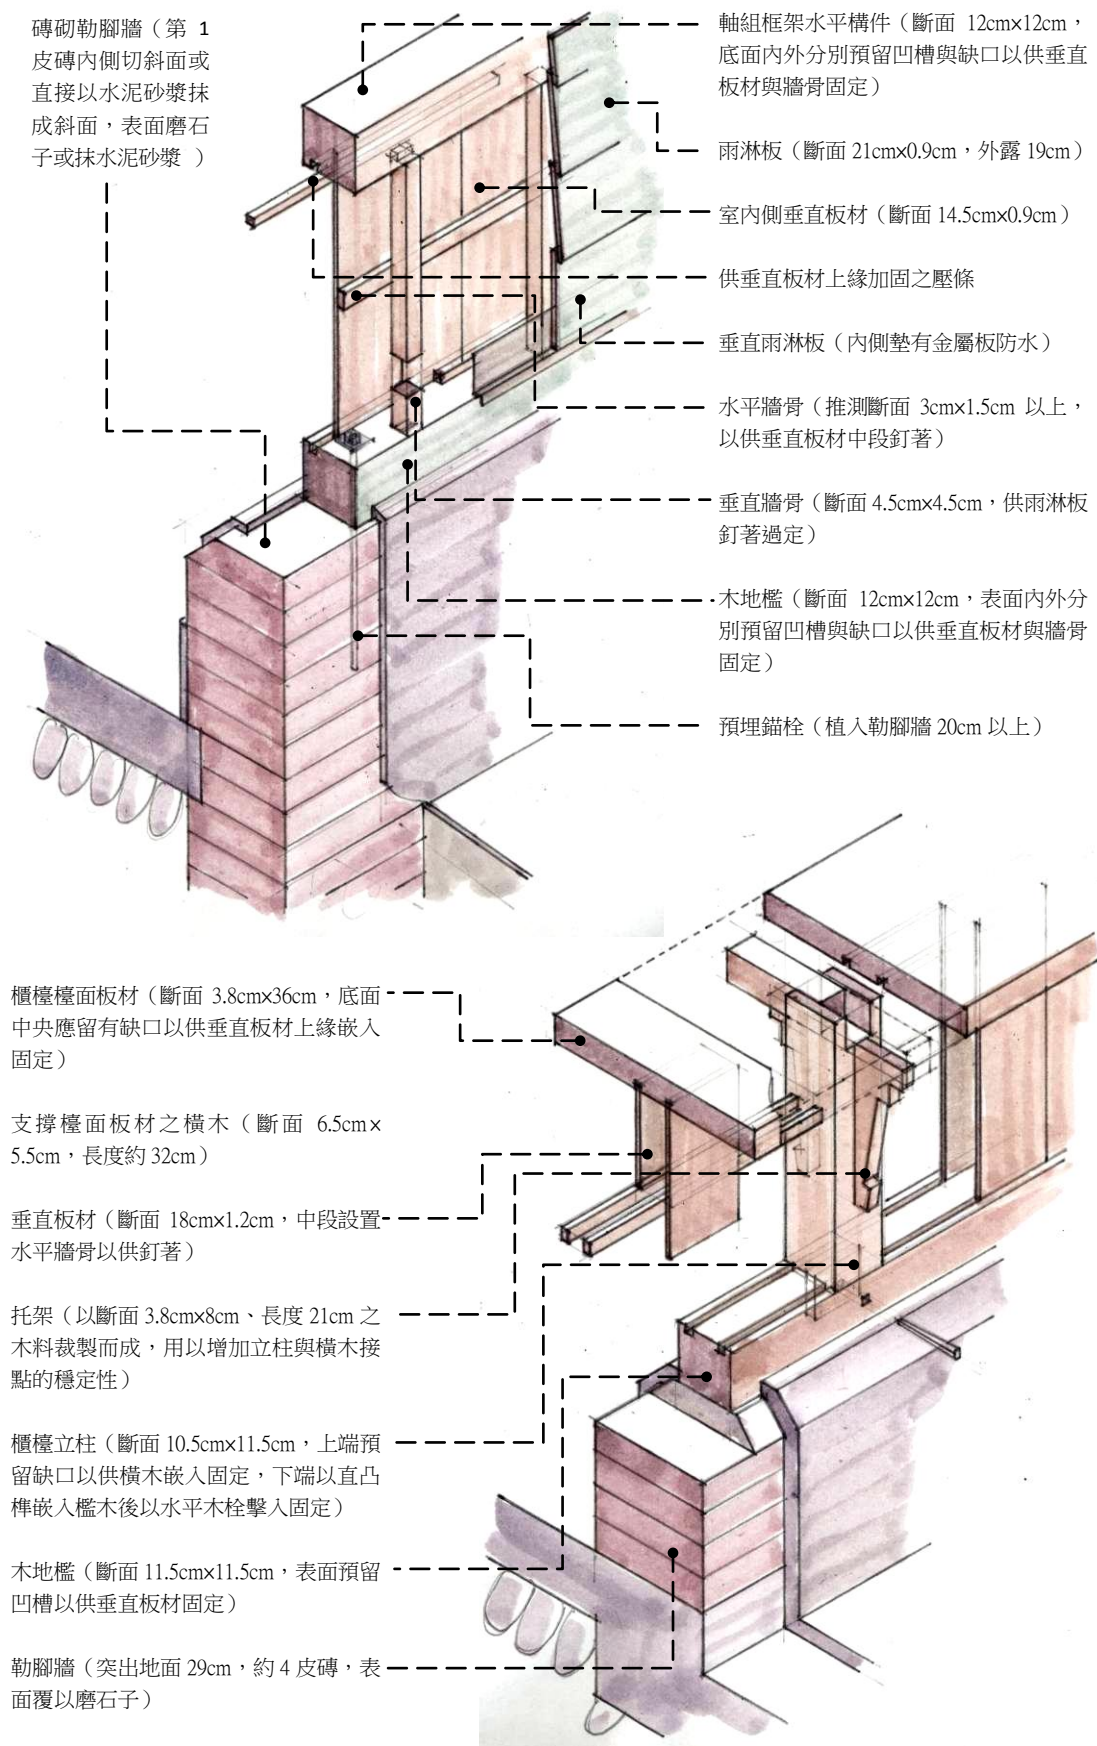 磚砌勒腳牆（第 1
皮磚內側切斜面或
直接以水泥砂漿抹
成斜面，表面磨石
子或抹水泥砂漿 ）
軸組框架水平構件（斷面 12cm×12cm，
底面內外分別預留凹槽與缺口以供垂直
板材與牆骨固定）
雨淋板（斷面 21cm×0.9cm，外露 19cm）
室內側垂直板材（斷面 14.5cm×0.9cm）
供垂直板材上緣加固之壓條
垂直雨淋板（內側墊有金屬板防水）
水平牆骨（推測斷面 3cm×1.5cm 以上，
以供垂直板材中段釘著）
垂直牆骨（斷面 4.5cm×4.5cm，供雨淋板
釘著過定）
木地檻（斷面 12cm×12cm，表面內外分
別預留凹槽與缺口以供垂直板材與牆骨
固定）
預埋錨栓（植入勒腳牆 20cm 以上）
櫃檯檯面板材（斷面 3.8cm×36cm，底面
中央應留有缺口以供垂直板材上緣嵌入
固定）
支撐檯面板材之橫木（斷面 6.5cm×
5.5cm，長度約 32cm）
垂直板材（斷面 18cm×1.2cm，中段設置
水平牆骨以供釘著）
托架（以斷面 3.8cm×8cm、長度 21cm 之
木料裁製而成，用以增加立柱與橫木接
點的穩定性）
櫃檯立柱（斷面 10.5cm×11.5cm，上端預
留缺口以供橫木嵌入固定，下端以直凸
榫嵌入檻木後以水平木栓擊入固定）
木地檻（斷面 11.5cm×11.5cm，表面預留
凹槽以供垂直板材固定）
勒腳牆（突出地面 29cm，約 4 皮磚，表
面覆以磨石子）